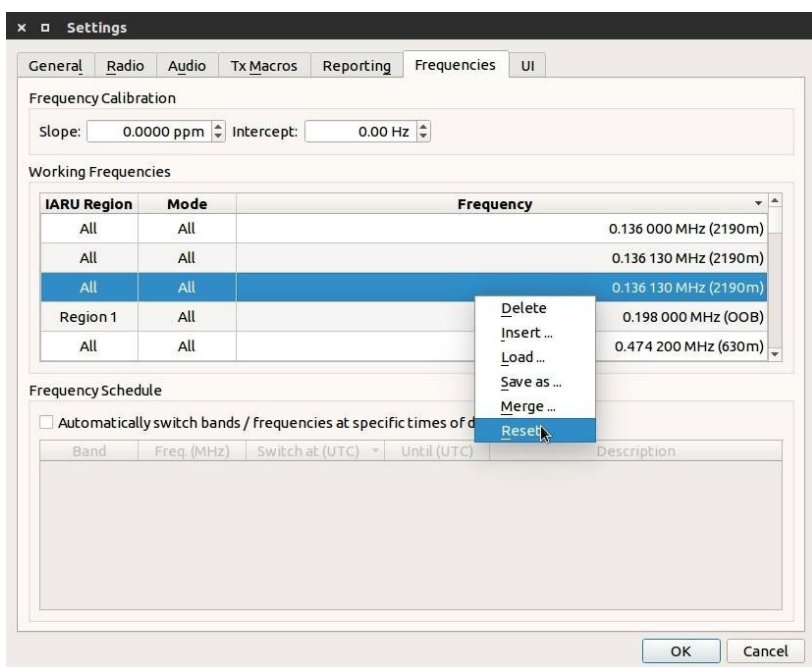 Settings
General Radio Audio Tx Macros Reporting Frequencies UI
Frequency Calibration
Slope: 0.0000 ppm Intercept: 0.00 Hz
Working Frequencies
IARU Region Mode Frequency
All All 0.136 000 MHz (2190m)
All All 0.136 130 MHz (2190m)
All All 0.136 130 MHz (2190m)
Region 1 All 0.198 000 MHz (OOB)
All All 0.474 200 MHz (630m)
Delete
Insert ...
Load ...
Save as ...
Merge ...
Reset
Frequency Schedule
Automatically switch bands / frequencies at specific times of d
Band Freq. (MHz) Switch at (UTC) Until (UTC) Description
OK Cancel